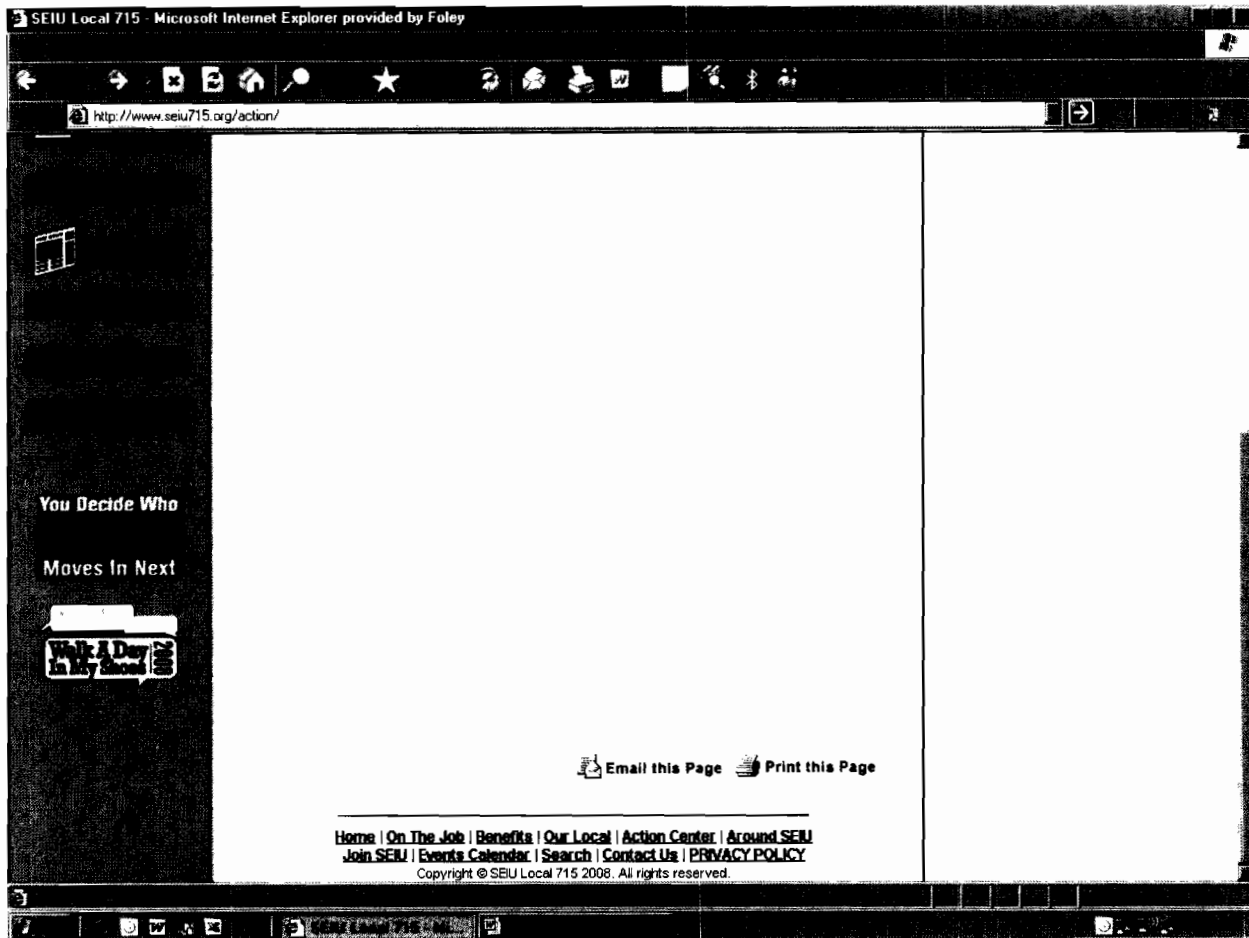 SEIU Local 715 - Microsoft Internet Explorer provided by Foley
http://www.seiu715.org/action/
You Decide Who
Moves In Next
Walk A Day
In My Shoes
2008
Email this Page Print this Page
Home | On The Job | Benefits | Our Local | Action Center | Around SEIU
Join SEIU | Events Calendar | Search | Contact Us | PRIVACY POLICY
Copyright © SEIU Local 715 2008. All rights reserved.